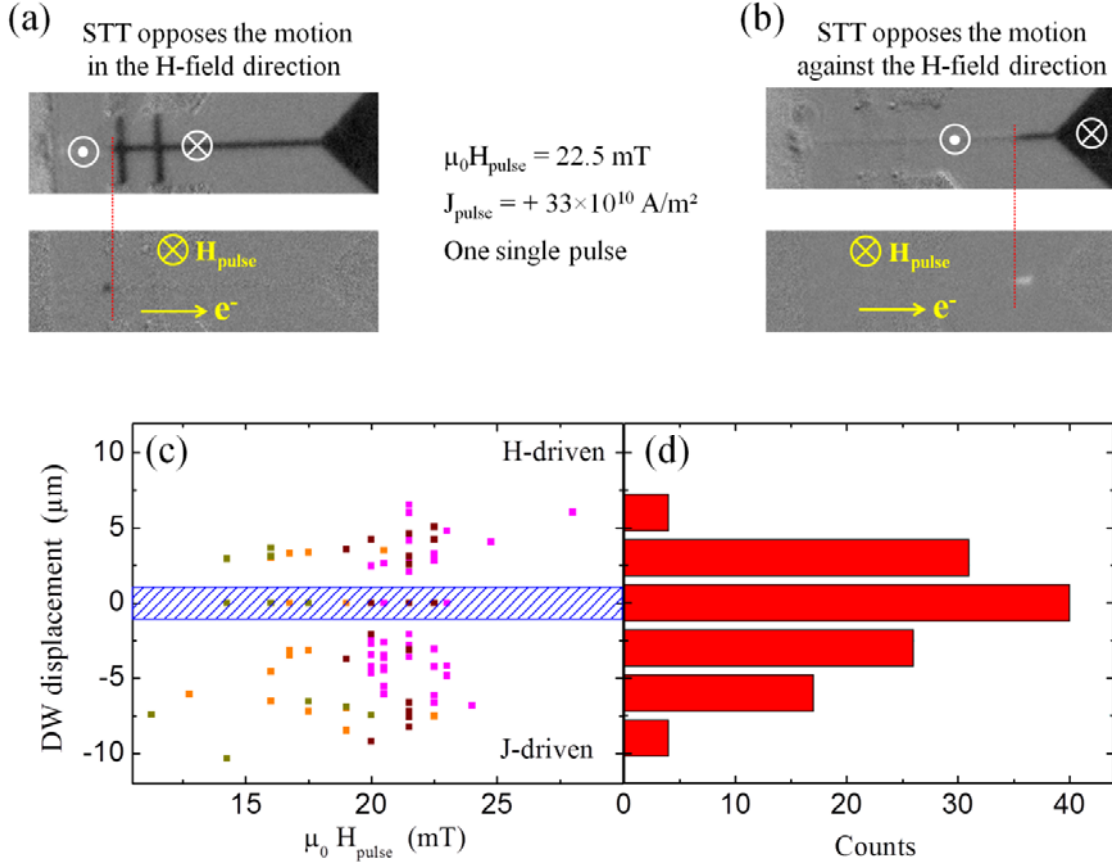 (a)
STT opposes the motion
in the H-field direction
H_pulse
e⁻
μ₀H_pulse = 22.5 mT
J_pulse = + 33×10¹⁰ A/m²
One single pulse
(b)
STT opposes the motion
against the H-field direction
H_pulse
e⁻
(c)
H-driven
J-driven
DW displacement (μm)
10
5
0
-5
-10
15
20
25
μ₀ H_pulse (mT)
(d)
0
10
20
30
40
Counts